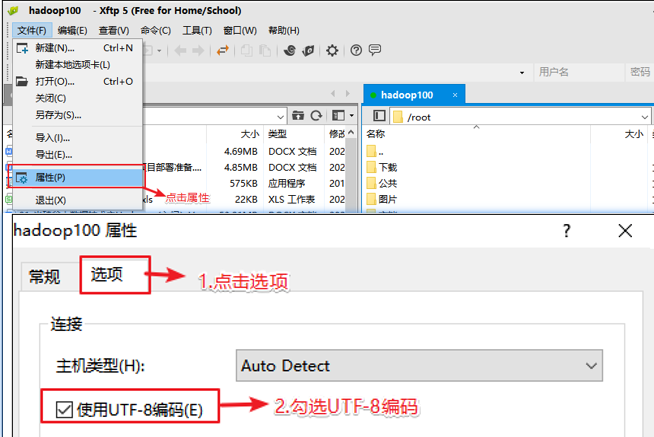 hadoop100 - Xftp 5 (Free for Home/School)
文件(F) 编辑(E) 查看(V) 命令(C) 工具(T) 窗口(W) 帮助(H)
新建(N)... Ctrl+N
新建本地选项卡(L)
打开(O)... Ctrl+O
用户名 密码
关闭(C)
hadoop100 ×
另存为(S)...
/root
导入(I)...
大小 类型 修改
名称 大小
导出(E)...
4.69MB DOCX 文档 202
..
项目部署准备.... 4.85MB DOCX 文档 202
下载
属性(P)
575KB 应用程序 201
公共
退出(X)
xls 22KB XLS 工作表 202
图片
点击属性
22.22MB DOCX 文档 202
hadoop100 属性 ? ×
常规 选项
1.点击选项
连接
主机类型(H): Auto Detect
使用UTF-8编码(E)
2.勾选UTF-8编码